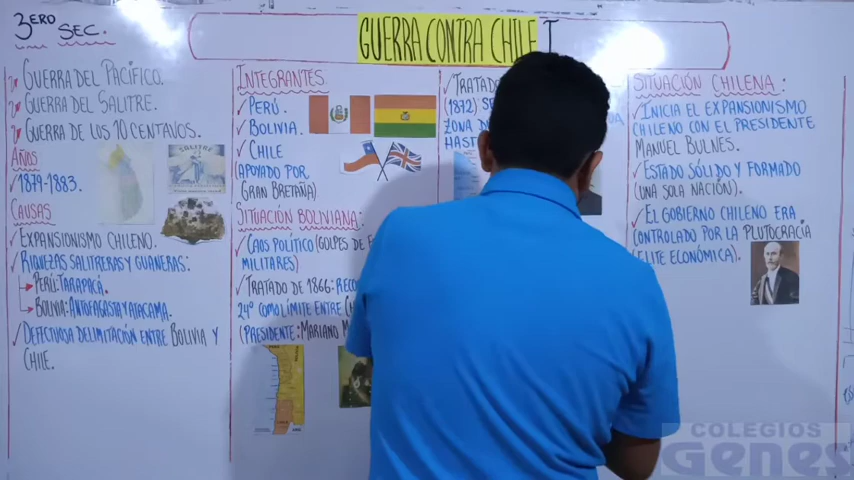 3ERO SEC.
GUERRA CONTRA CHILE I
GUERRA DEL PACÍFICO.
GUERRA DEL SALITRE.
GUERRA DE LOS 10 CENTAVOS.
AÑOS
1879-1883.
CAUSAS
EXPANSIONISMO CHILENO.
RIQUEZAS SALITRERAS Y GUANERAS:
PERÚ: TARAPACÁ.
BOLIVIA: ANTOFAGASTA Y ATACAMA.
DEFECTUOSA DELIMITACIÓN ENTRE BOLIVIA Y
CHILE.
SALITRE
INTEGRANTES
PERÚ.
BOLIVIA.
CHILE
(APOYADO POR
GRAN BRETAÑA)
SITUACIÓN BOLIVIANA:
CAOS POLÍTICO (GOLPES DE
MILITARES)
TRATADO DE 1866:
24° COMO LÍMITE ENTRE
(PRESIDENTE: MARIANO
TRATADO
(1872) SE
ZONA
HASTA
SITUACIÓN CHILENA:
INICIA EL EXPANSIONISMO
CHILENO CON EL PRESIDENTE
MANUEL BULNES.
ESTADO SÓLIDO Y FORMADO
(UNA SOLA NACIÓN).
EL GOBIERNO CHILENO ERA
CONTROLADO POR LA PLUTOCRACIA
(ELITE ECONÓMICA).
COLEGIOS
Genes